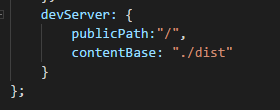 devServer: {
publicPath:"/",
contentBase: "./dist"
}
};